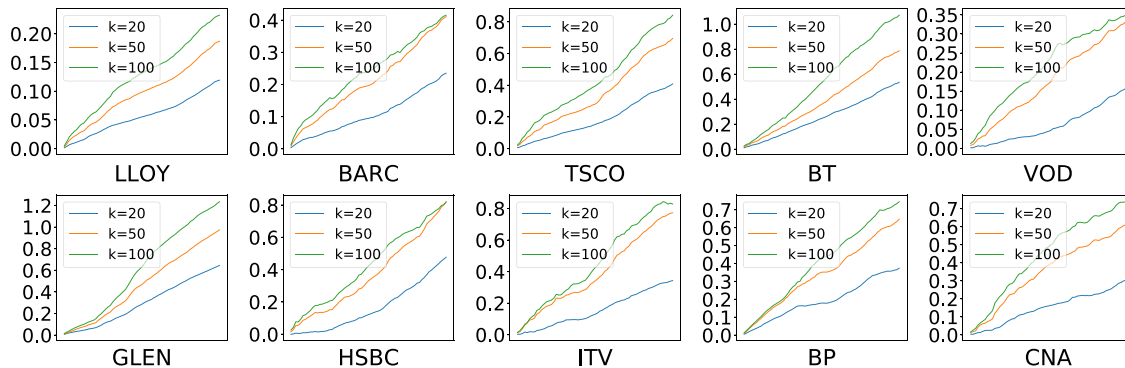 0.20
0.15
0.10
0.05
0.00
k=20
k=50
k=100
LLOY
0.4
0.3
0.2
0.1
0.0
k=20
k=50
k=100
BARC
0.8
0.6
0.4
0.2
0.0
k=20
k=50
k=100
TSCO
1.0
0.8
0.6
0.4
0.2
0.0
k=20
k=50
k=100
BT
0.35
0.30
0.25
0.20
0.15
0.10
0.05
0.00
k=20
k=50
k=100
VOD
1.2
1.0
0.8
0.6
0.4
0.2
0.0
k=20
k=50
k=100
GLEN
0.8
0.6
0.4
0.2
0.0
k=20
k=50
k=100
HSBC
0.8
0.6
0.4
0.2
0.0
k=20
k=50
k=100
ITV
0.7
0.6
0.5
0.4
0.3
0.2
0.1
0.0
k=20
k=50
k=100
BP
0.7
0.6
0.5
0.4
0.3
0.2
0.1
0.0
k=20
k=50
k=100
CNA